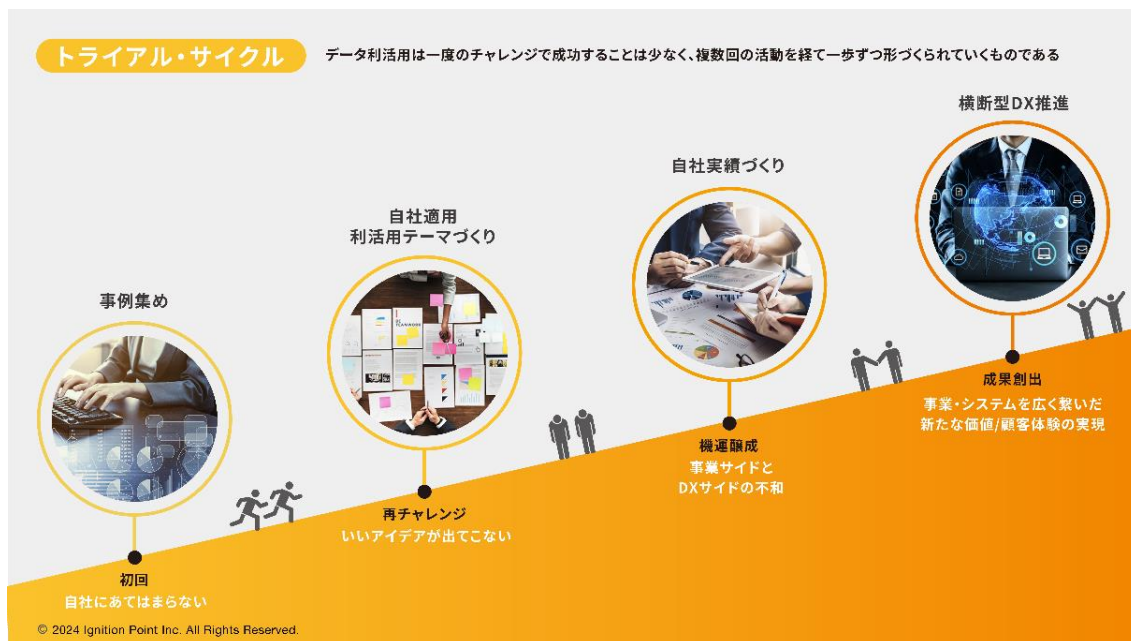 トライアル・サイクル
データ利活用は一度のチャレンジで成功することは少なく、複数回の活動を経て一歩ずつ形づくられていくものである
事例集め
初回
自社にあてはまらない
自社適用
利活用テーマづくり
再チャレンジ
いいアイデアが出てこない
自社実績づくり
機運醸成
事業サイドと
DXサイドの不和
横断型DX推進
成果創出
事業・システムを広く繋いだ
新たな価値/顧客体験の実現
© 2024 Ignition Point Inc. All Rights Reserved.